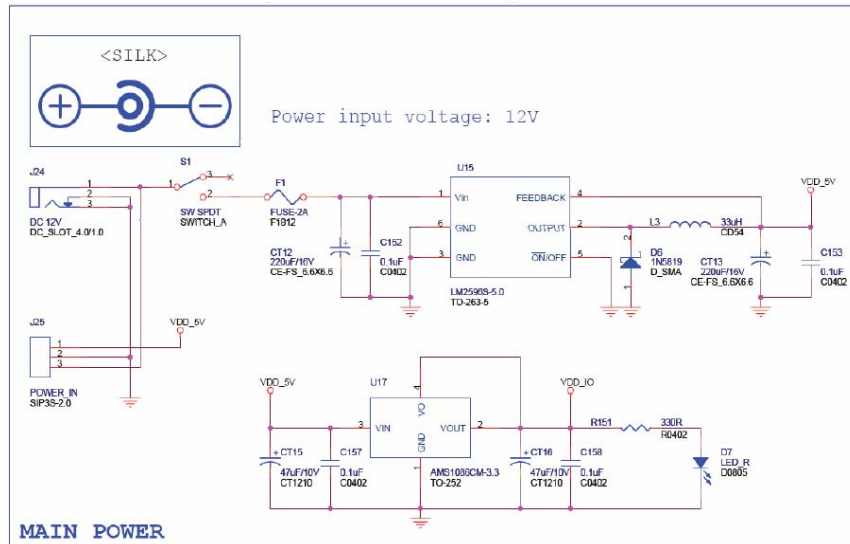 <SILK>
Power input voltage: 12V
J24
1
2
3
DC 12V
DC_SLOT_4.0/1.0
S1
1
3
2
SW SPDT
SWITCH_A
F1
FUSE-2A
F1812
CT12
220uF/16V
CE-FS_6.6X6.6
C152
0.1uF
C0402
U15
1
Vin
6
GND
3
GND
FEEDBACK
4
OUTPUT
2
ON/OFF
5
LM2596S-5.0
TO-263-5
L3
33uH
CD54
2
1
D6
1N5819
D_SMA
VDD_5V
CT13
220uF/16V
CE-FS_6.6X6.6
C153
0.1uF
C0402
J25
1
2
3
VDD_5V
POWER_IN
SIP3S-2.0
VDD_5V
CT15
47uF/10V
CT1210
C157
0.1uF
C0402
U17
4
VO
3
VIN
VOUT
2
GND
1
AMS1086CM-3.3
TO-252
VDD_IO
CT16
47uF/10V
CT1210
C158
0.1uF
C0402
R151
330R
R0402
D7
LED_R
D0805
MAIN POWER